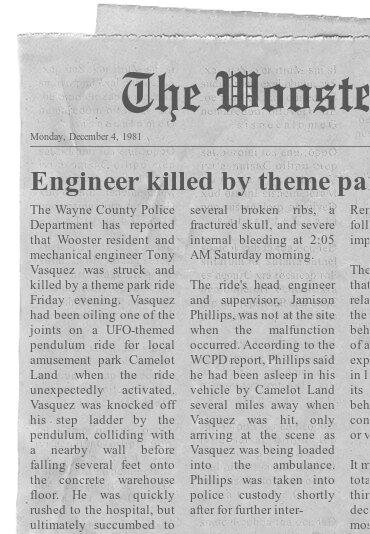 The Wooste
Monday, December 4, 1981
Engineer killed by theme pa
The Wayne County Police
Department has reported
that Wooster resident and
mechanical engineer Tony
Vasquez was struck and
killed by a theme park ride
Friday evening. Vasquez
had been oiling one of the
joints on a UFO-themed
pendulum ride for local
amusement park Camelot
Land when the ride
unexpectedly activated.
Vasquez was knocked off
his step ladder by the
pendulum, colliding with
a nearby wall before
falling several feet onto
the concrete warehouse
floor. He was quickly
rushed to the hospital, but
ultimately succumbed to
several broken ribs, a
fractured skull, and severe
internal bleeding at 2:05
AM Saturday morning.
The ride's head engineer
and supervisor, Jamison
Phillips, was not at the site
when the malfunction
occurred. According to the
WCPD report, Phillips said
he had been asleep in his
vehicle by Camelot Land
several miles away when
Vasquez was hit, only
arriving at the scene as
Vasquez was being loaded
into the ambulance.
Phillips was taken into
police custody shortly
after for further inter-
Rer
foll
imp
The
that
rela
the
beh
of a
exp
in I
its
beh
con
or v
It m
tota
thin
dec
mos